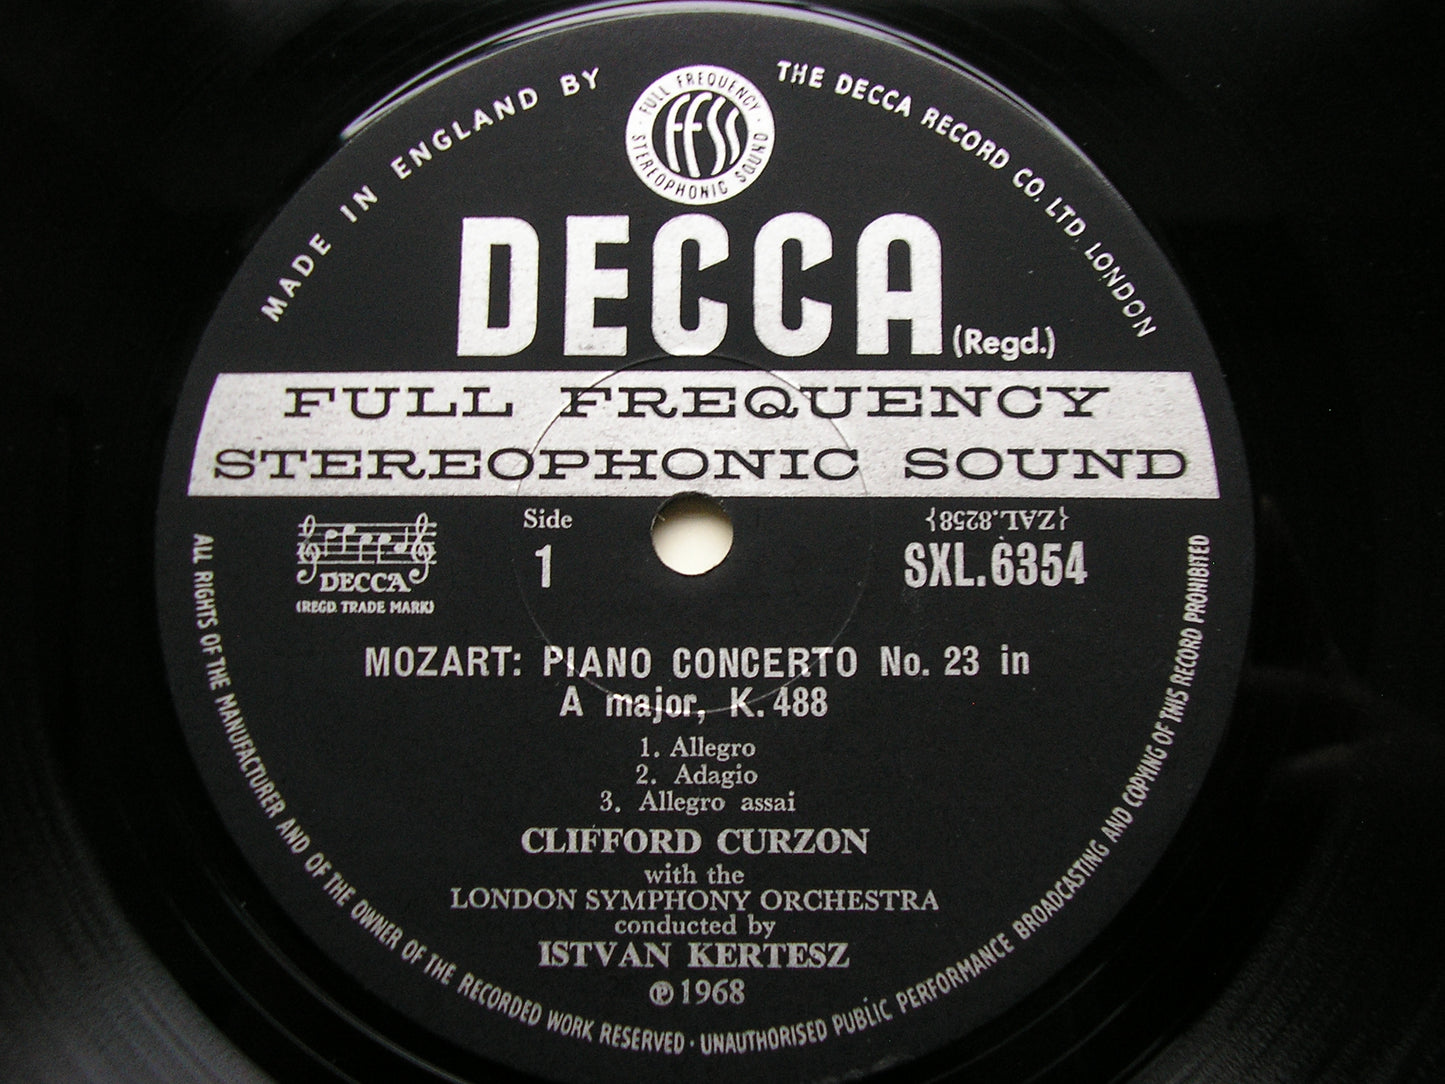 MADE IN ENGLAND BY
THE DECCA RECORD CO. LTD. LONDON
FULL FREQUENCY
ffss
STEREOPHONIC SOUND
DECCA
(Regd.)
FULL FREQUENCY
STEREOPHONIC SOUND
DECCA
(REGD. TRADE MARK)
Side
1
{ZAL.8258}
SXL.6354
MOZART: PIANO CONCERTO No. 23 in
A major, K. 488
1. Allegro
2. Adagio
3. Allegro assai
CLIFFORD CURZON
with the
LONDON SYMPHONY ORCHESTRA
conducted by
ISTVAN KERTESZ
℗ 1968
ALL RIGHTS OF THE MANUFACTURER AND OF THE OWNER OF THE RECORDED WORK RESERVED · UNAUTHORISED PUBLIC PERFORMANCE BROADCASTING AND COPYING OF THIS RECORD PROHIBITED